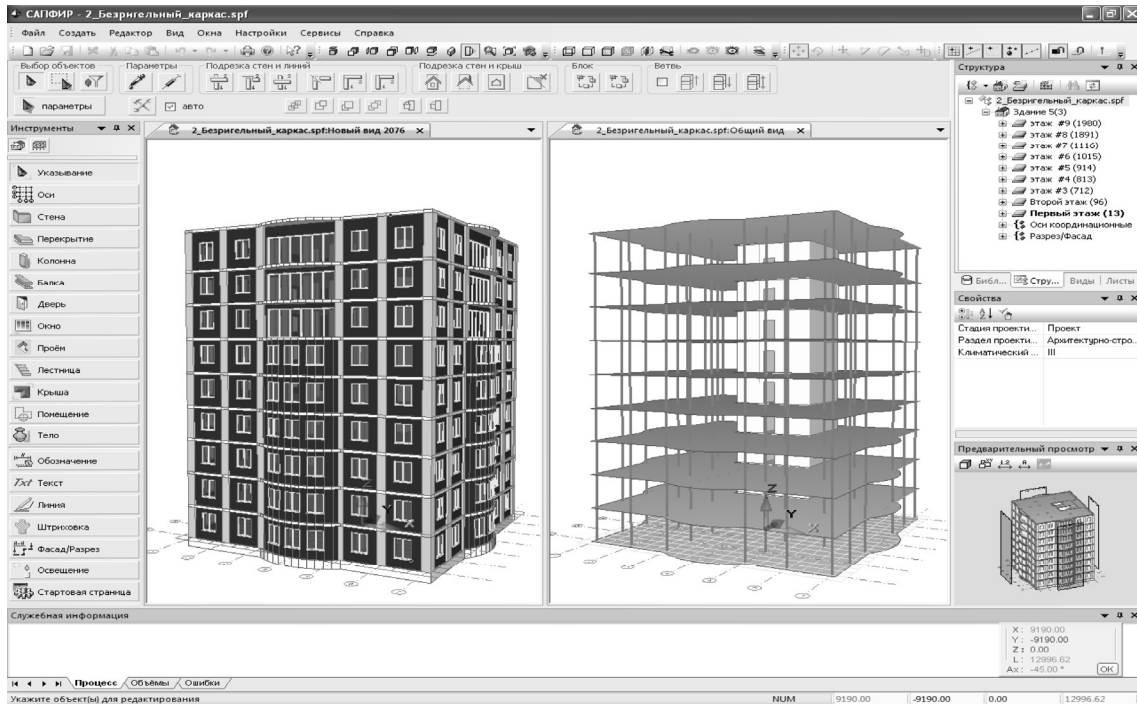 САПФИР - 2_Безригельный_каркас.spf
Файл Создать Редактор Вид Окна Настройки Сервисы Справка
Выбор объектов Параметры Подрезка стен и линий Подрезка стен и крыш Блок Ветвь
параметры авто
Инструменты
Указывание
Оси
Стена
Перекрытие
Колонна
Балка
Дверь
Окно
Проём
Лестница
Крыша
Помещение
Тело
Обозначение
Txt Текст
Линия
Штриховка
Фасад/Разрез
Освещение
Стартовая страница
2_Безригельный_каркас.spf:Новый вид 2076
Z
Y
X
2_Безригельный_каркас.spf:Общий вид
Z
Y
X
Структура
2_Безригельный_каркас.spf
Здание 5(3)
этаж #9 (1980)
этаж #8 (1891)
этаж #7 (1116)
этаж #6 (1015)
этаж #5 (914)
этаж #4 (813)
этаж #3 (712)
Второй этаж (96)
Первый этаж (13)
Оси координационные
Разрез/Фасад
Библ... Стру... Виды Листы
Свойства
Стадия проекти... Проект
Раздел проекти... Архитектурно-стро...
Климатический ... III
Предварительный просмотр
Служебная информация
X: 9190.00
Y: -9190.00
Z: 0.00
L: 12996.62
Ax: -45.00 °
OK
Процесс Объёмы Ошибки
Укажите объект(ы) для редактирования NUM 9190.00 -9190.00 0.00 12996.62